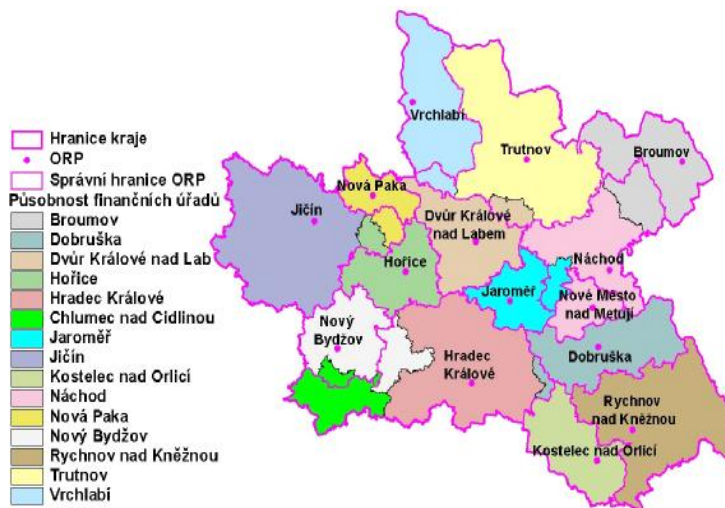 Hranice kraje
ORP
Správní hranice ORP
Působnost finančních úřadů
Broumov
Dobruška
Dvůr Králové nad Lab
Hořice
Hradec Králové
Chlumec nad Cidlinou
Jaroměř
Jičín
Kostelec nad Orlicí
Náchod
Nová Paka
Nový Bydžov
Rychnov nad Kněžnou
Trutnov
Vrchlabí
Vrchlabí
Trutnov
Broumov
Nová Paka
Jičín
Dvůr Králové
nad Labem
Hořice
Náchod
Jaroměř
Nové Město
nad Metují
Nový
Bydžov
Hradec
Králové
Dobruška
Rychnov
nad Kněžnou
Kostelec nad Orlicí